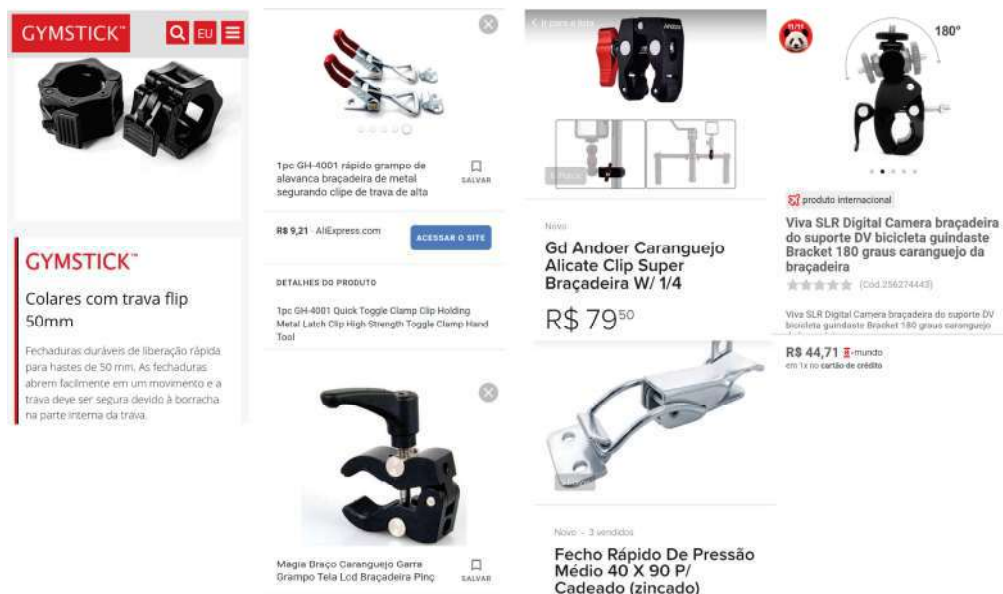 GYMSTICK™
EU
GYMSTICK™
Colares com trava flip
50mm
Fechaduras duráveis de liberação rápida
para hastes de 50 mm. As fechaduras
abrem facilmente em um movimento e a
trava deve ser segura devido à borracha
na parte interna da trava.
1pc GH-4001 rápido grampo de
alavanca braçadeira de metal
segurando clipe de trava de alta
SALVAR
R$ 9,21 - AliExpress.com
ACESSAR O SITE
DETALHES DO PRODUTO
1pc GH-4001 Quick Toggle Clamp Clip Holding
Metal Latch Clip High Strength Toggle Clamp Hand
Tool
Magia Braço Caranguejo Garra
Grampo Tela Lcd Braçadeira Pinç
SALVAR
Andoer
Novo
Gd Andoer Caranguejo
Alicate Clip Super
Braçadeira W/ 1/4
R$ 79⁵⁰
Novo - 3 vendidos
Fecho Rápido De Pressão
Médio 40 X 90 P/
Cadeado (zincado)
11/11
180°
produto internacional
Viva SLR Digital Camera braçadeira
do suporte DV bicicleta guindaste
Bracket 180 graus caranguejo da
braçadeira
(Cód.256274443)
Viva SLR Digital Camera braçadeira do suporte DV
bicicleta guindaste Bracket 180 graus caranguejo
R$ 44,71 -mundo
em 1x no cartão de crédito